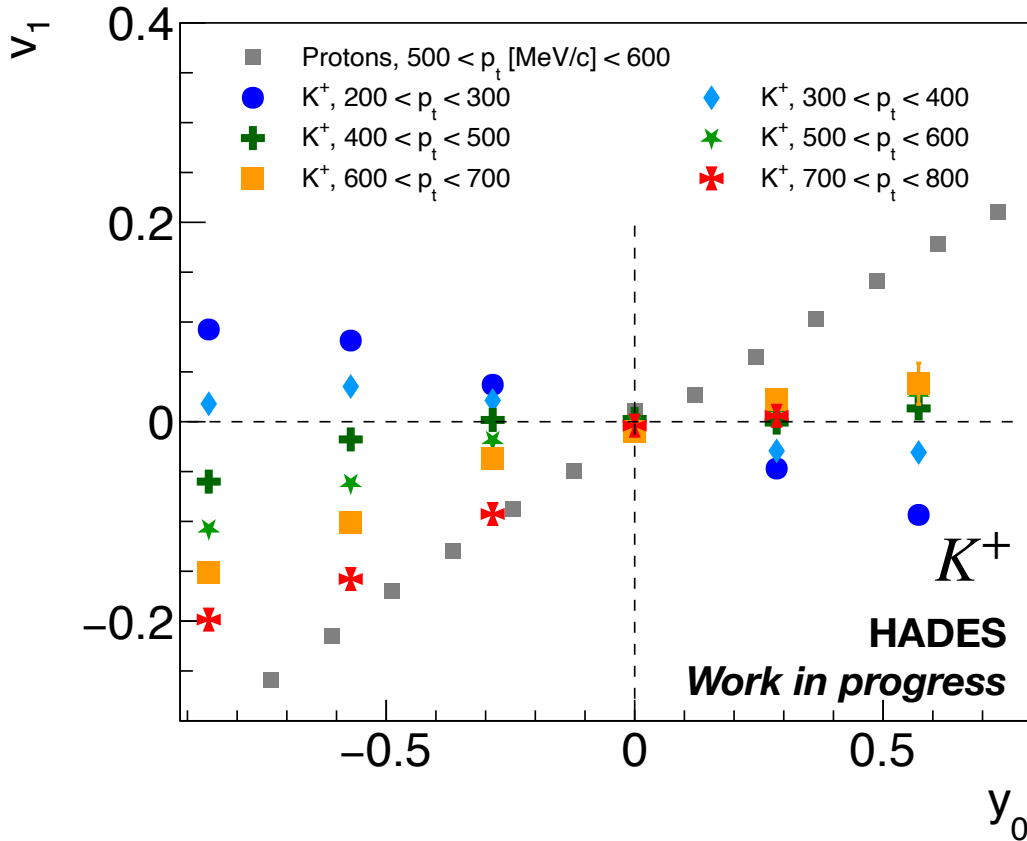 v₁
0.4
0.2
0
−0.2
Protons, 500 < pₜ [MeV/c] < 600
K⁺, 200 < pₜ < 300
K⁺, 300 < pₜ < 400
K⁺, 400 < pₜ < 500
K⁺, 500 < pₜ < 600
K⁺, 600 < pₜ < 700
K⁺, 700 < pₜ < 800
K⁺
HADES
Work in progress
−0.5
0
0.5
y₀